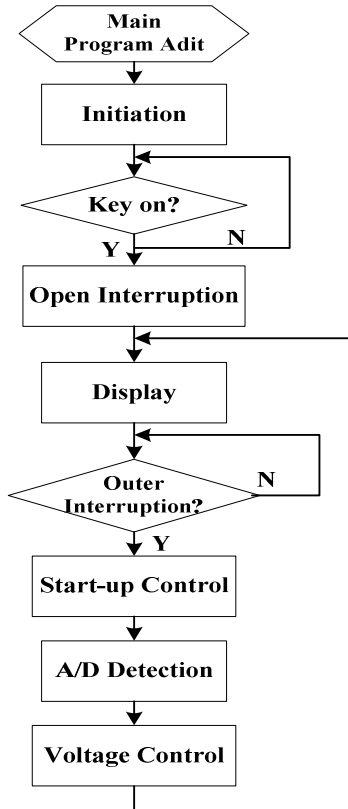 Main
Program Adit
Initiation
Key on?
Y
N
Open Interruption
Display
Outer
Interruption?
N
Y
Start-up Control
A/D Detection
Voltage Control